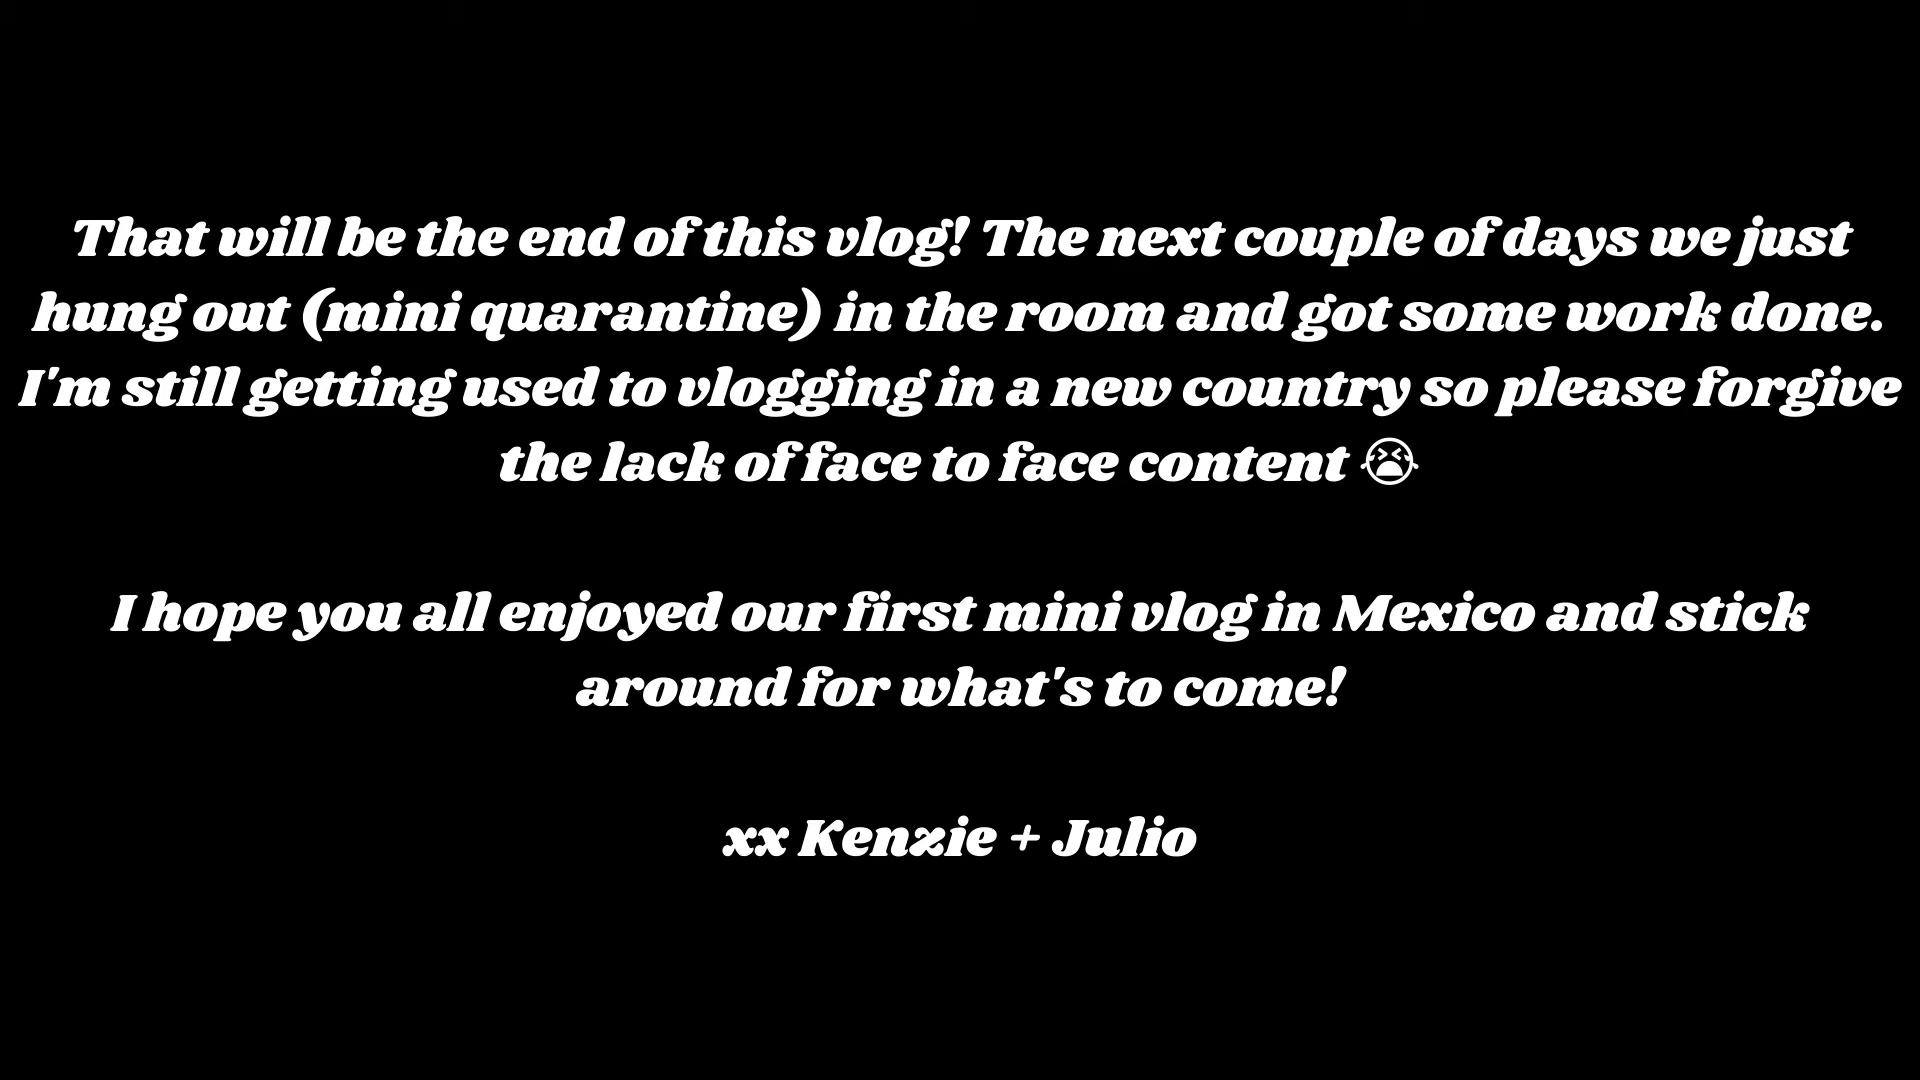 That will be the end of this vlog! The next couple of days we just
hung out (mini quarantine) in the room and got some work done.
I'm still getting used to vlogging in a new country so please forgive
the lack of face to face content 😭
I hope you all enjoyed our first mini vlog in Mexico and stick
around for what's to come!
xx Kenzie + Julio